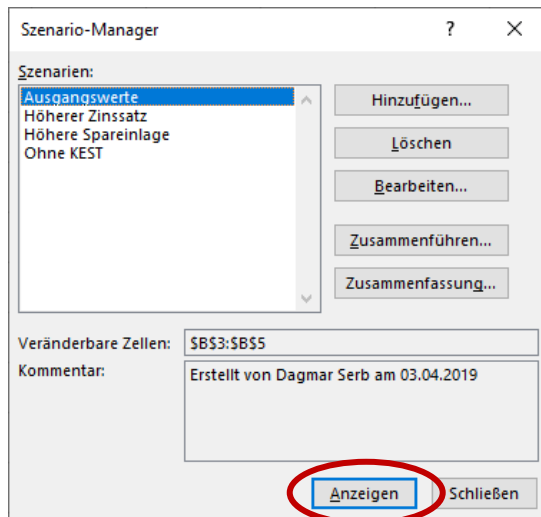 Szenario-Manager ?
Szenarien:
Ausgangswerte
Höherer Zinssatz
Höhere Spareinlage
Ohne KEST
Hinzufügen...
Löschen
Bearbeiten...
Zusammenführen...
Zusammenfassung...
Veränderbare Zellen: $B$3:$B$5
Kommentar: Erstellt von Dagmar Serb am 03.04.2019
Anzeigen Schließen